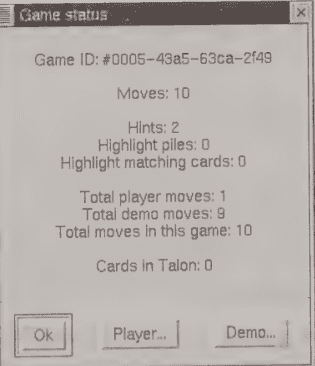 Game status
Game ID: #0005-43a5-63ca-2f49
Moves: 10
Hints: 2
Highlight piles: 0
Highlight matching cards: 0
Total player moves: 1
Total demo moves: 9
Total moves in this game: 10
Cards in Talon: 0
Ok Player... Demo...